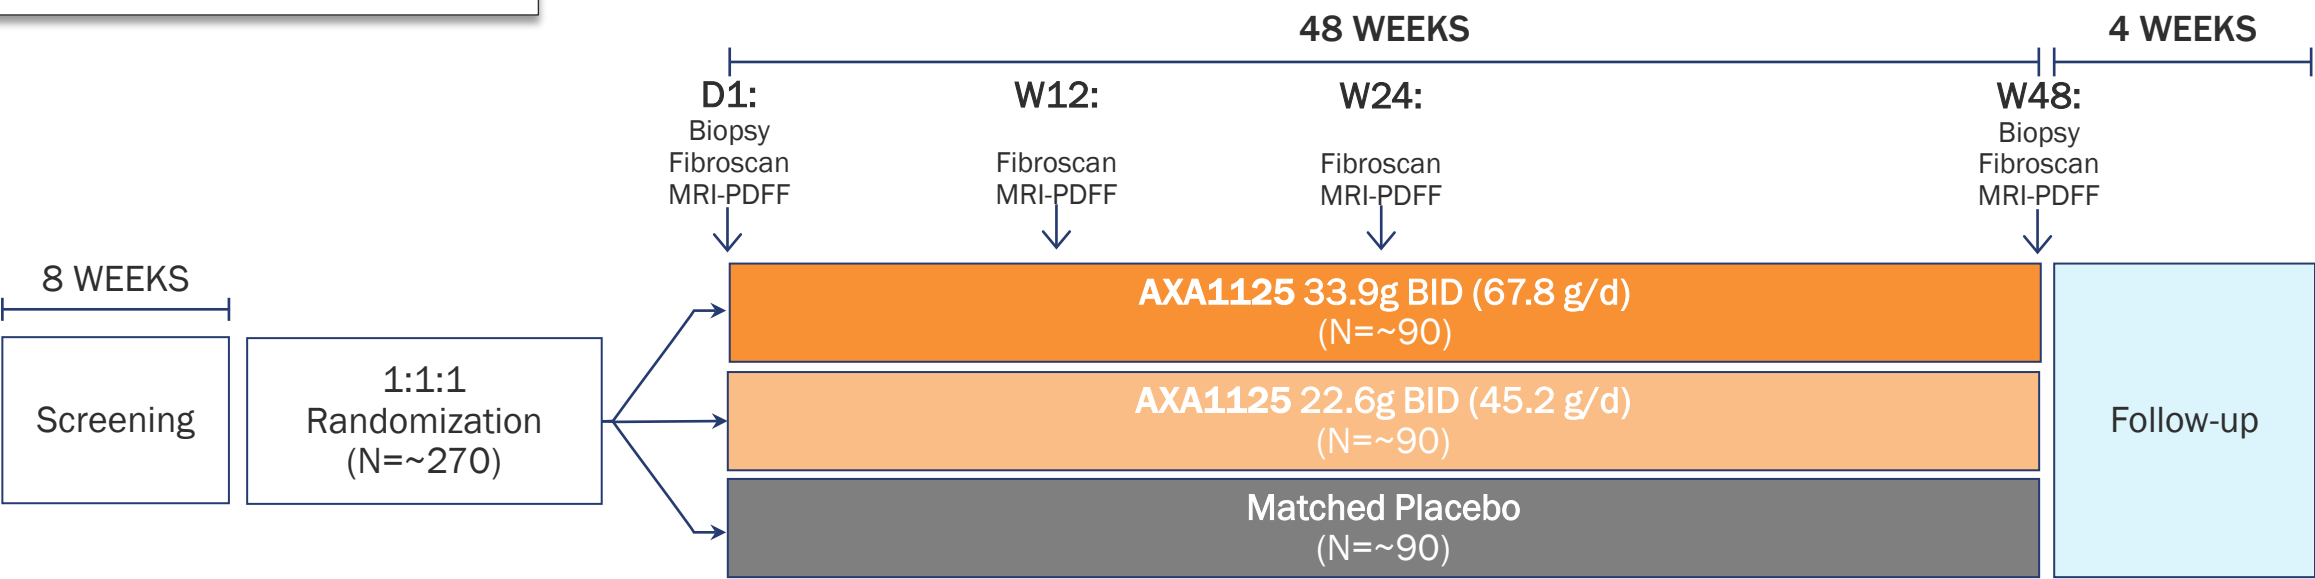 48 WEEKS
4 WEEKS
D1:
Biopsy
Fibroscan
MRI-PDFF
W12:
Fibroscan
MRI-PDFF
W24:
Fibroscan
MRI-PDFF
W48:
Biopsy
Fibroscan
MRI-PDFF
8 WEEKS
Screening
1:1:1
Randomization
(N=~270)
AXA1125 33.9g BID (67.8 g/d)
(N=~90)
AXA1125 22.6g BID (45.2 g/d)
(N=~90)
Matched Placebo
(N=~90)
Follow-up